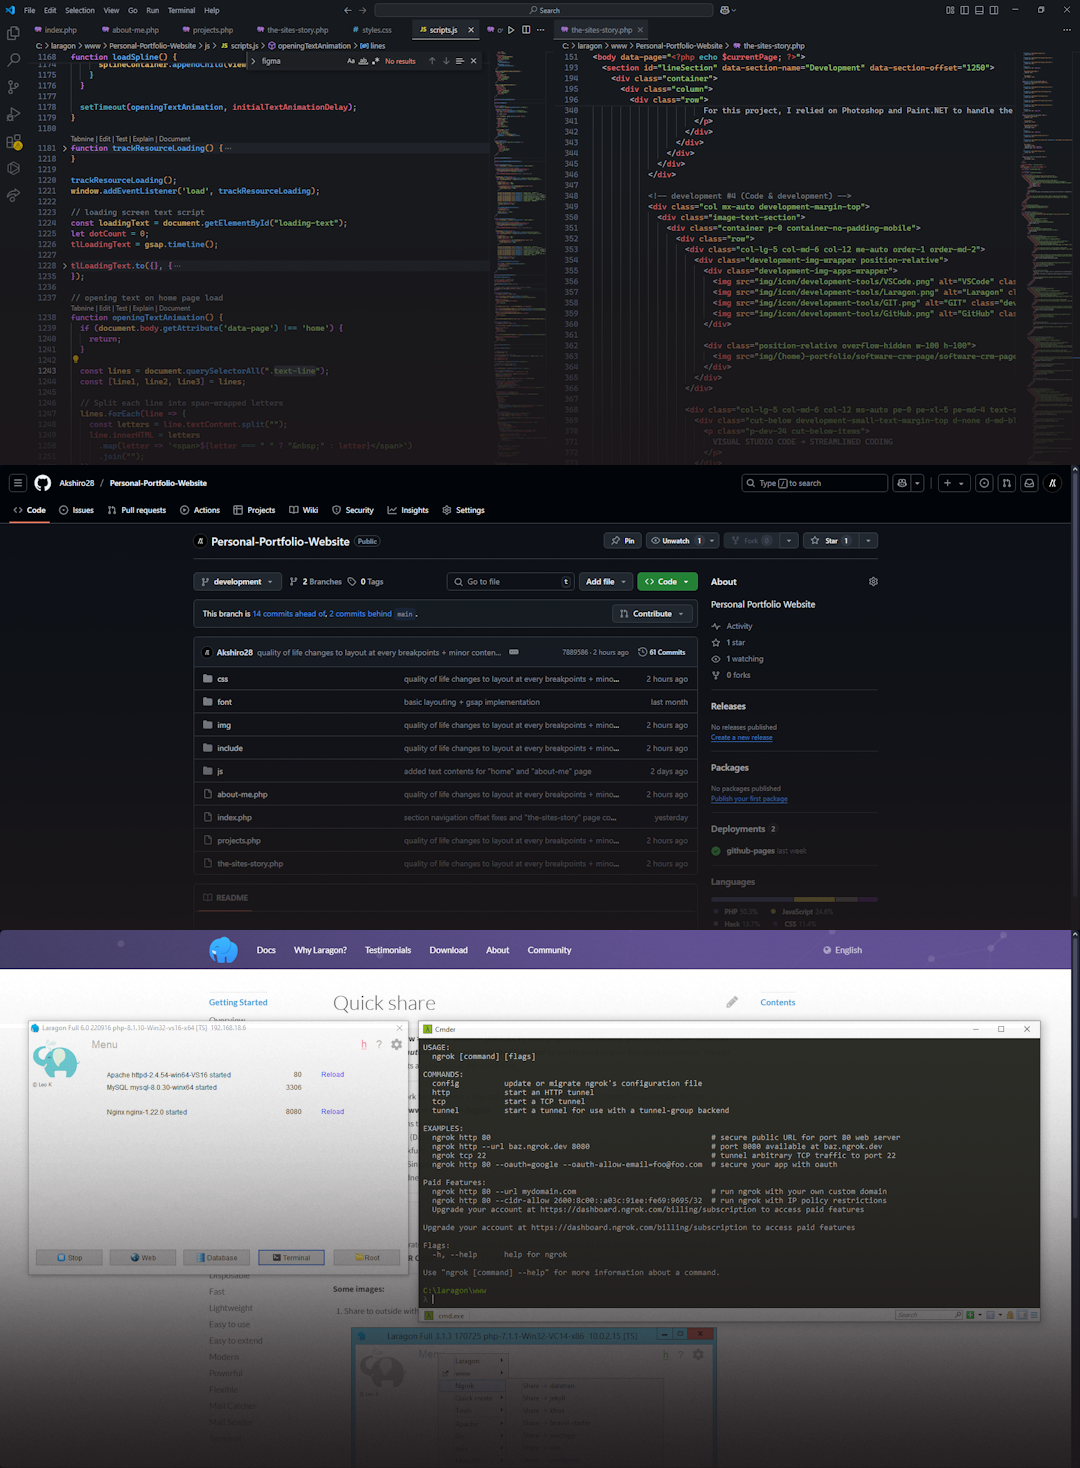 File Edit Selection View Go Run Terminal Help
Search
index.php about-me.php projects.php the-sites-story.php styles.css scripts.js
the-sites-story.php
C: > laragon > www > Personal-Portfolio-Website > js > scripts.js > openingTextAnimation > lines
C: > laragon > www > Personal-Portfolio-Website > the-sites-story.php
figma
No results
1168 function loadSpline() {
1174 splineContainer.appendChild(view
1175 }
1176 }
1177
1178 setTimeout(openingTextAnimation, initialTextAnimationDelay);
1179 }
1180
Tabnine | Edit | Test | Explain | Document
1181 function trackResourceLoading() { ···
1218 }
1219
1220 trackResourceLoading();
1221 window.addEventListener('load', trackResourceLoading);
1222
1223 // loading screen text script
1224 const loadingText = document.getElementById("loading-text");
1225 let dotCount = 0;
1226 tlLoadingText = gsap.timeline();
1227
1228 tlLoadingText.to({}, { ···
1235 });
1236
1237 // opening text on home page load
Tabnine | Edit | Test | Explain | Document
1238 function openingTextAnimation() {
1239 if (document.body.getAttribute('data-page') !== 'home') {
1240 return;
1241 }
1242
1243 const lines = document.querySelectorAll(".text-line");
1244 const [line1, line2, line3] = lines;
1245
1246 // Split each line into span-wrapped letters
1247 lines.forEach(line => {
1248 const letters = line.textContent.split("");
1249 line.innerHTML = letters
1250 .map(letter => `<span>${letter === " " ? "&nbsp;" : letter}</span>`)
1251 .join("");
151 <body data-page="<?php echo $currentPage; ?>">
193 <section id="lineSection" data-section-name="Development" data-section-offset="1250">
194 <div class="container">
195 <div class="column">
196 <div class="row">
340 For this project, I relied on Photoshop and Paint.NET to handle the
341 </p>
342 </div>
343 </div>
344 </div>
345 </div>
346 </div>
347
348 <!-- development #4 (Code & development) -->
349 <div class="col mx-auto development-margin-top">
350 <div class="image-text-section">
351 <div class="container p-0 container-no-padding-mobile">
352 <div class="row">
353 <div class="col-lg-5 col-md-6 col-12 me-auto order-1 order-md-2">
354 <div class="development-img-wrapper position-relative">
355 <div class="development-img-apps-wrapper">
356 <img src="img/icon/development-tools/VSCode.png" alt="VSCode" clas
357 <img src="img/icon/development-tools/Laragon.png" alt="Laragon" cl
358 <img src="img/icon/development-tools/GIT.png" alt="GIT" class="dev
359 <img src="img/icon/development-tools/GitHub.png" alt="GitHub" clas
360 </div>
361
362 <div class="position-relative overflow-hidden w-100 h-100">
363 <img src="img/(home)-portfolio/software-crm-page/software-crm-page
364 </div>
365 </div>
366 </div>
367
368 <div class="col-lg-5 col-md-6 col-12 ms-auto pe-0 pe-xl-5 pe-md-4 text-c
369 <div class="cut-below development-small-text-margin-top d-none d-md-bl
370 <p class="p-dev-24 cut-below-items">
371 VISUAL STUDIO CODE = STREAMLINED CODING
372 </p>
Akshiro28 / Personal-Portfolio-Website
Type / to search
Code Issues Pull requests Actions Projects Wiki Security Insights Settings
Personal-Portfolio-Website Public
Pin Unwatch 1 Fork 0 Star 1
development 2 Branches 0 Tags Go to file t Add file Code
This branch is 14 commits ahead of, 2 commits behind main .
Contribute
Akshiro28 quality of life changes to layout at every breakpoints + minor conten... 7889586 · 2 hours ago 61 Commits
css quality of life changes to layout at every breakpoints + mino... 2 hours ago
font basic layouting + gsap implementation last month
img quality of life changes to layout at every breakpoints + mino... 2 hours ago
include quality of life changes to layout at every breakpoints + mino... 2 hours ago
js added text contents for "home" and "about-me" page 2 days ago
about-me.php quality of life changes to layout at every breakpoints + mino... 2 hours ago
index.php section navigation offset fixes and "the-sites-story" page co... yesterday
projects.php quality of life changes to layout at every breakpoints + mino... 2 hours ago
the-sites-story.php quality of life changes to layout at every breakpoints + mino... 2 hours ago
README
About
Personal Portfolio Website
Activity
1 star
1 watching
0 forks
Releases
No releases published
Create a new release
Packages
No packages published
Publish your first package
Deployments 2
github-pages last week
Languages
PHP JavaScript 24.0%
Hack 13.7% CSS 11.4%
Docs Why Laragon? Testimonials Download About Community English
Getting Started
Overview
Quick share
Contents
Laragon Full 6.0 220916 php-8.1.10-Win32-vs16-x64 [TS] 192.168.18.6
Menu
h ?
© Leo K
Apache httpd-2.4.54-win64-VS16 started 80 Reload
MySQL mysql-8.0.30-winx64 started 3306
Nginx nginx-1.22.0 started 8080 Reload
Stop Web Database Terminal Root
Cmder
USAGE:
ngrok [command] [flags]
COMMANDS:
config update or migrate ngrok's configuration file
http start an HTTP tunnel
tcp start a TCP tunnel
tunnel start a tunnel for use with a tunnel-group backend
EXAMPLES:
ngrok http 80 # secure public URL for port 80 web server
ngrok http --url baz.ngrok.dev 8080 # port 8080 available at baz.ngrok.dev
ngrok tcp 22 # tunnel arbitrary TCP traffic to port 22
ngrok http 80 --oauth=google --oauth-allow-email=foo@foo.com # secure your app with oauth
Paid Features:
ngrok http 80 --url mydomain.com # run ngrok with your own custom domain
ngrok http 80 --cidr-allow 2600:8c00::a03c:91ee:fe69:9695/32 # run ngrok with IP policy restrictions
Upgrade your account at https://dashboard.ngrok.com/billing/subscription to access paid features
Upgrade your account at https://dashboard.ngrok.com/billing/subscription to access paid features
Flags:
-h, --help help for ngrok
Use "ngrok [command] --help" for more information about a command.
C:\laragon\www
cmd.exe
Search
Disposable
Fast
Lightweight
Easy to use
Easy to extend
Modern
Powerful
Flexible
Mail Catcher
Mail Sender
Some images:
1. Share to outside with
Laragon Full 3.1.3 170725 php-7.1.1-Win32-VC14-x86 10.0.2.15 [TS]
Menu
h ?
Laragon
www
Ngrok